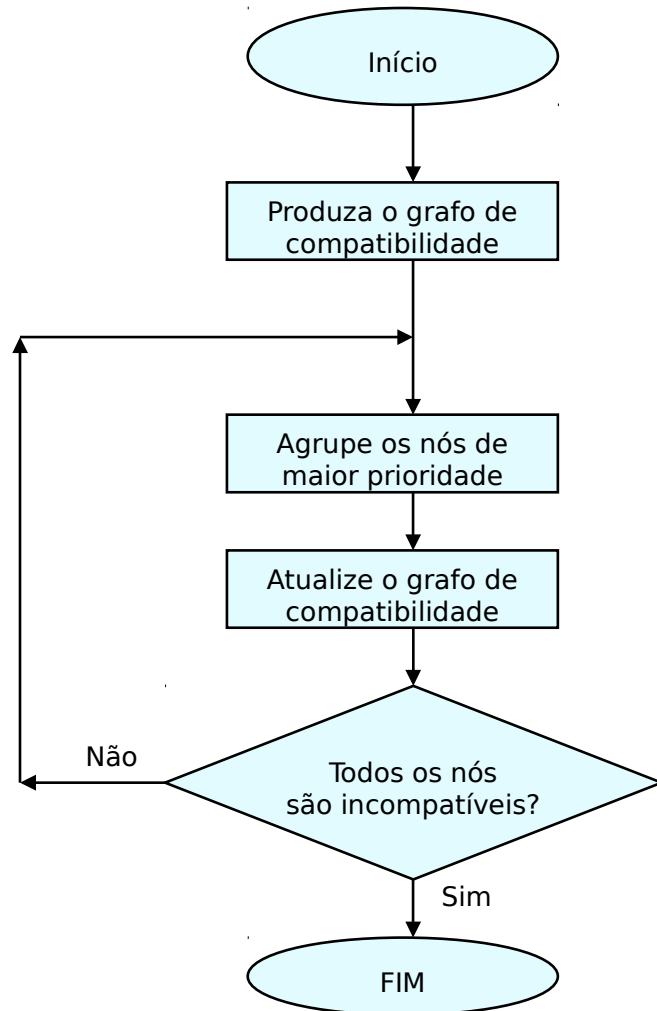 Início
Produza o grafo de
compatibilidade
Agrupe os nós de
maior prioridade
Atualize o grafo de
compatibilidade
Não
Todos os nós
são incompatíveis?
Sim
FIM